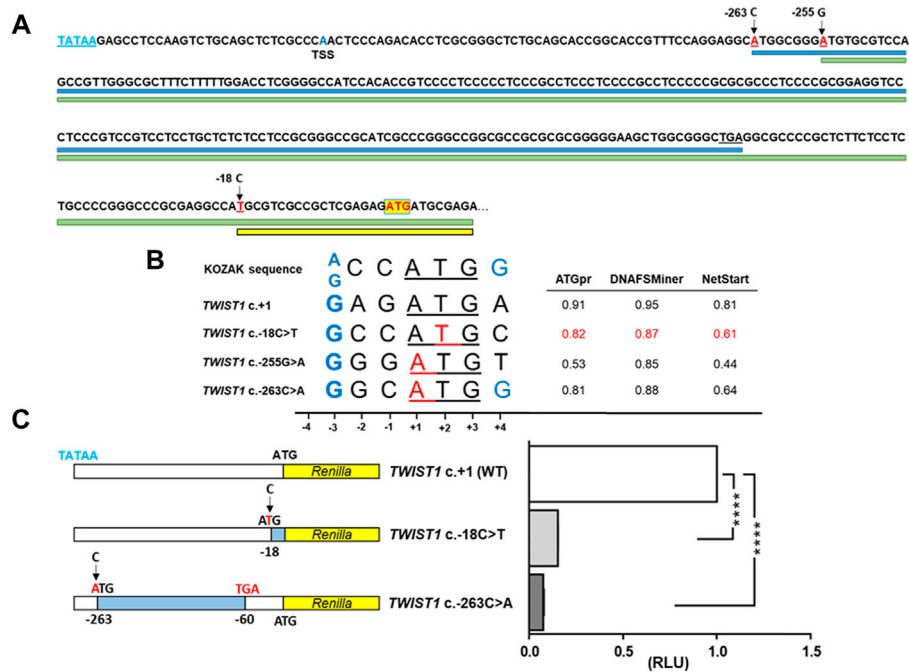 A
-263 C
-255 G
TATAAGAGCCTCCAAGTCTGCAGCTCTCGCCCAACTCCCAGACACCTCGCGGGCTCTGCAGCACCGGCACCGTTTCCAGGAGGCATGGCGGGATGTGCGTCCA
TSS
GCCGTTGGGCGCTTTCTTTTTGGACCTCGGGGCCATCCACACCGTCCCCTCCCCCTCCCGCCTCCCTCCCCGCCTCCCCCGCGCGCCCTCCCCGCGGAGGTCC
CTCCCGTCCGTCCTCCTGCTCTCTCCTCCGCGGGCCGCATCGCCCGGGCCGGCGCCGCGCGCGGGGGAAGCTGGCGGGCTGAGGCGCCCCCGCTCTTCTCCTC
-18 C
TGCCCCGGGCCCGCGAGGCCATGCGTCGCCGCTCGAGAGATGATGCGAGA...
B
KOZAK sequence A G C C A T G G
ATGpr DNAFSMiner NetStart
TWIST1 c.+1 G A G A T G A 0.91 0.95 0.81
TWIST1 c.-18C>T G C C A T G C 0.82 0.87 0.61
TWIST1 c.-255G>A G G G A T G T 0.53 0.85 0.44
TWIST1 c.-263C>A G G C A T G G 0.81 0.88 0.64
-4 -3 -2 -1 +1 +2 +3 +4
C
TATAA ATG
Renilla TWIST1 c.+1 (WT)
C
ATG
Renilla TWIST1 c.-18C>T
-18
C
ATG TGA
Renilla TWIST1 c.-263C>A
-263 -60 ATG
****
****
0.0 0.5 1.0 1.5
(RLU)